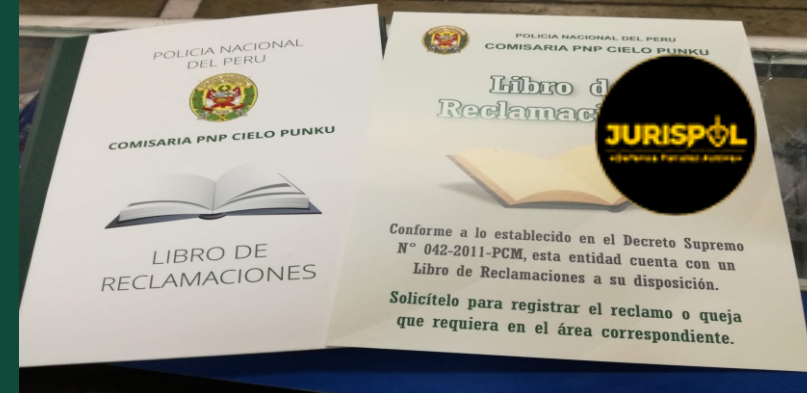 POLICIA NACIONAL
DEL PERU
COMISARIA PNP CIELO PUNKU
LIBRO DE
RECLAMACIONES
POLICIA NACIONAL DEL PERU
COMISARIA PNP CIELO PUNKU
Libro d
Reclamaci
JURISPOL
Conforme a lo establecido en el Decreto Supremo
N° 042-2011-PCM, esta entidad cuenta con un
Libro de Reclamaciones a su disposición.
Solicítelo para registrar el reclamo o queja
que requiera en el área correspondiente.